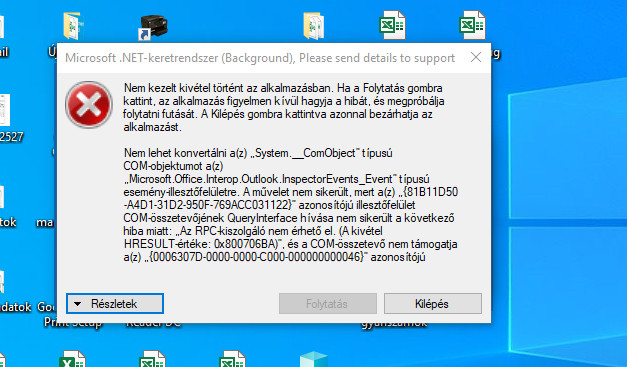 Microsoft .NET-keretrendszer (Background), Please send details to support
Nem kezelt kivétel történt az alkalmazásban. Ha a Folytatás gombra
kattint, az alkalmazás figyelmen kívül hagyja a hibát, és megpróbálja
folytatni futását. A Kilépés gombra kattintva azonnal bezárhatja az
alkalmazást.
Nem lehet konvertálni a(z) „System.__ComObject” típusú
COM-objektumot a(z)
„Microsoft.Office.Interop.Outlook.InspectorEvents_Event” típusú
esemény-illesztőfelületre. A művelet nem sikerült, mert a(z) „{81B11D50
-A4D1-31D2-950F-769ACC031122}” azonosítójú illesztőfelület
COM-összetevőjének QueryInterface hívása nem sikerült a következő
hiba miatt: „Az RPC-kiszolgáló nem érhető el. (A kivétel
HRESULT-értéke: 0x800706BA)”, és a COM-összetevő nem támogatja
a(z) „{0006307D-0000-0000-C000-000000000046}” azonosítójú
Részletek
Folytatás
Kilépés
2527
Print Setup
Reader DC
gyariszámok